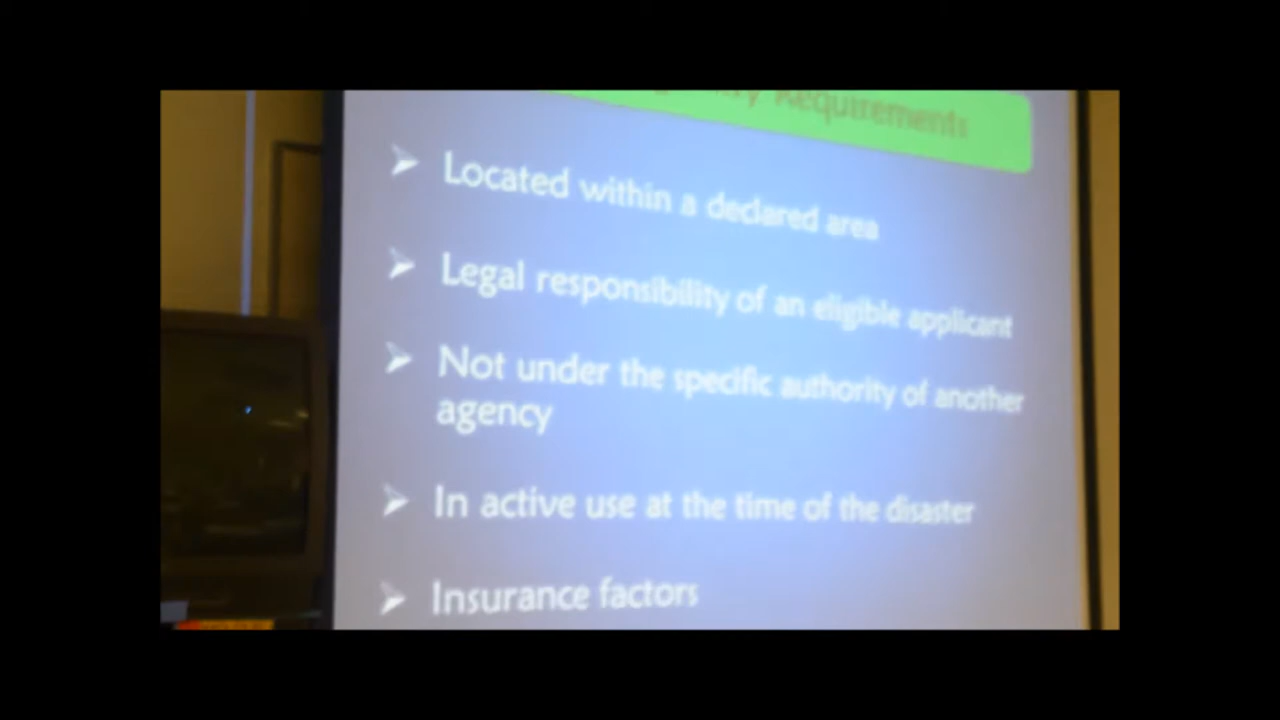 Requirements
Located within a declared area
Legal responsibility of an eligible applicant
Not under the specific authority of another
agency
In active use at the time of the disaster
Insurance factors